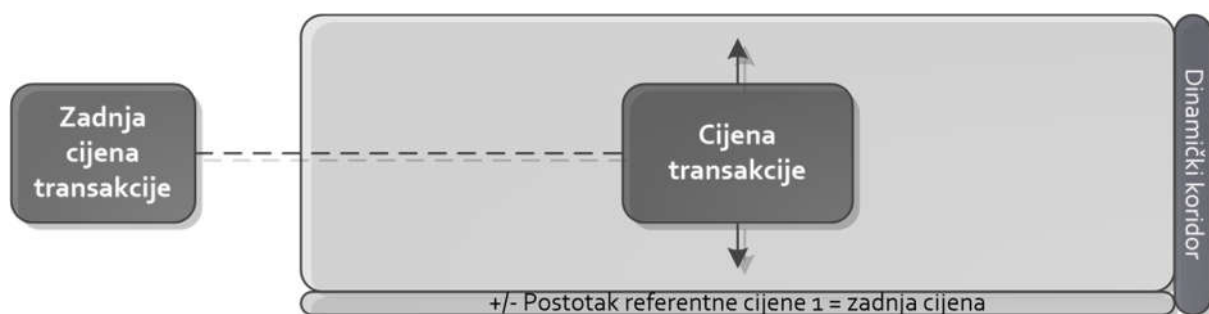 Zadnja
cijena
transakcije
Cijena
transakcije
Dinamički koridor
+/- Postotak referentne cijene 1 = zadnja cijena